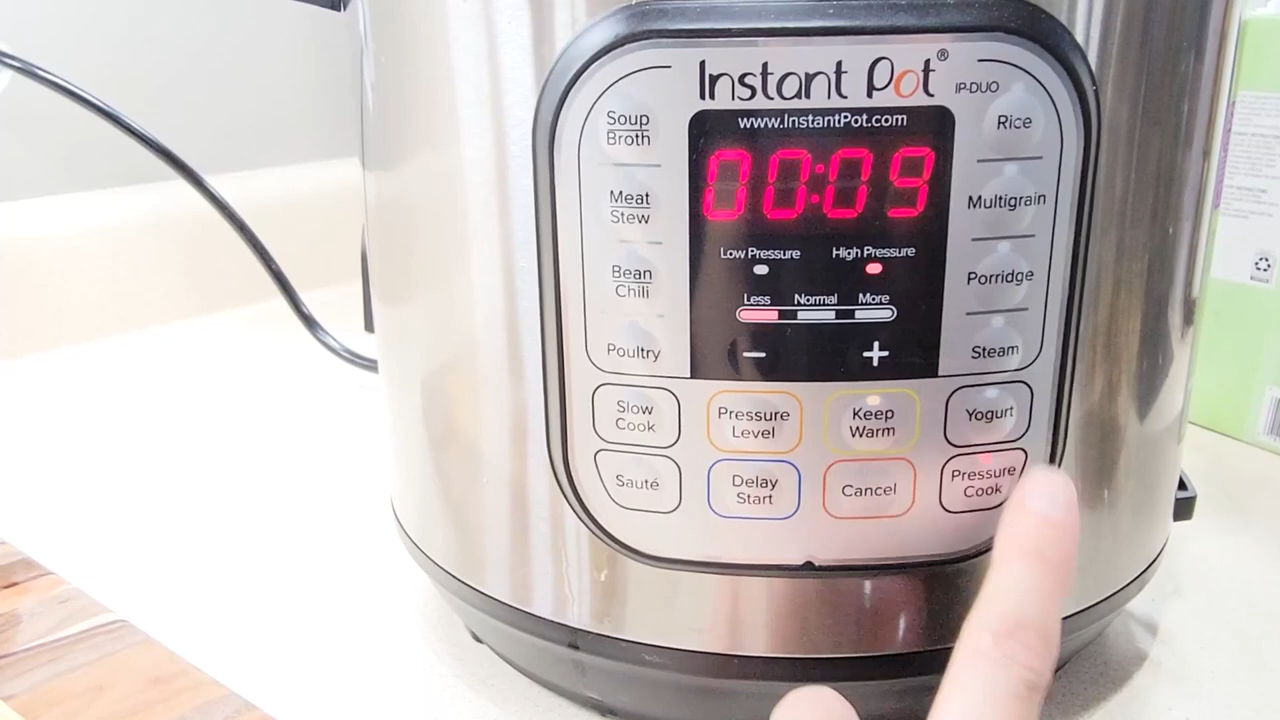 Instant Pot® IP-DUO
www.InstantPot.com
00:09
Low Pressure High Pressure
Less Normal More
− +
Soup
Broth
Meat
Stew
Bean
Chili
Poultry
Rice
Multigrain
Porridge
Steam
Slow
Cook
Pressure
Level
Keep
Warm
Yogurt
Sauté
Delay
Start
Cancel
Pressure
Cook